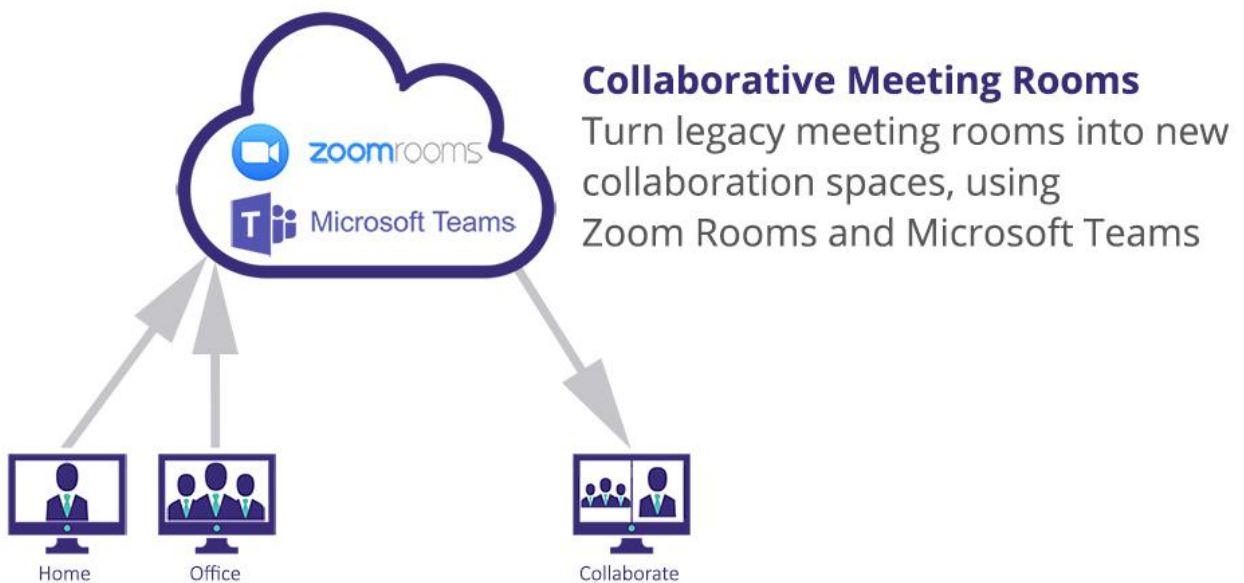 Collaborative Meeting Rooms
Turn legacy meeting rooms into new
collaboration spaces, using
Zoom Rooms and Microsoft Teams
zoomrooms
T Microsoft Teams
Home
Office
Collaborate